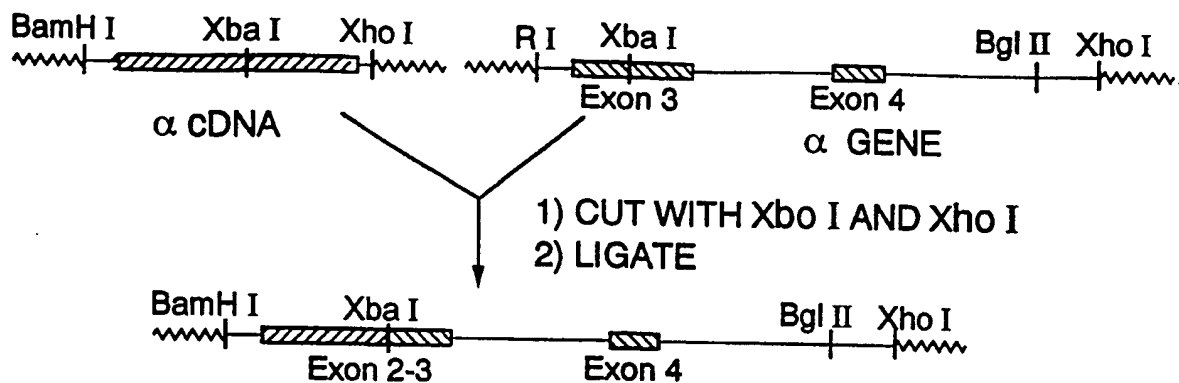 BamH I Xba I Xho I R I Xba I Bgl II Xho I
Exon 3 Exon 4
α cDNA α GENE
1) CUT WITH Xbo I AND Xho I
2) LIGATE
BamH I Xba I Bgl II Xho I
Exon 2-3 Exon 4